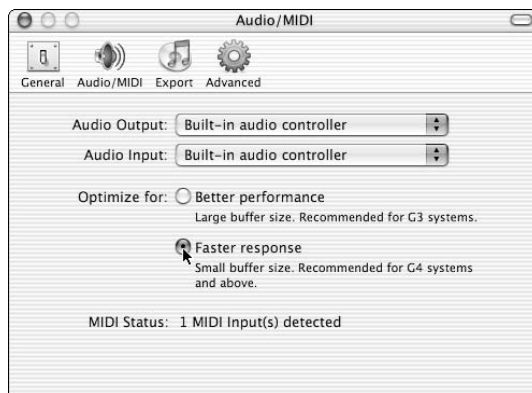 Audio/MIDI
General Audio/MIDI Export Advanced
Audio Output: Built-in audio controller
Audio Input: Built-in audio controller
Optimize for: Better performance
Large buffer size. Recommended for G3 systems.
Faster response
Small buffer size. Recommended for G4 systems
and above.
MIDI Status: 1 MIDI Input(s) detected